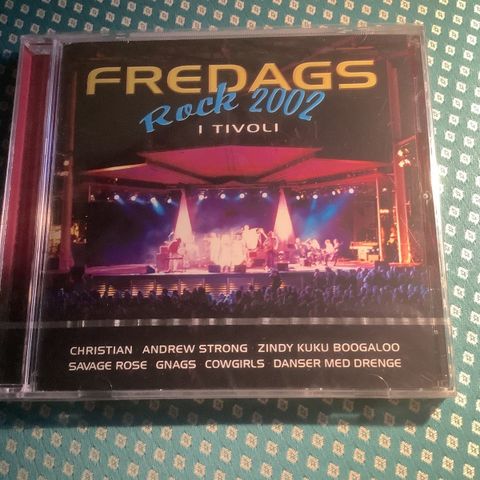 FREDAGS
Rock 2002
I TIVOLI
CHRISTIAN · ANDREW STRONG · ZINDY KUKU BOOGALOO
SAVAGE ROSE · GNAGS · COWGIRLS · DANSER MED DRENGE